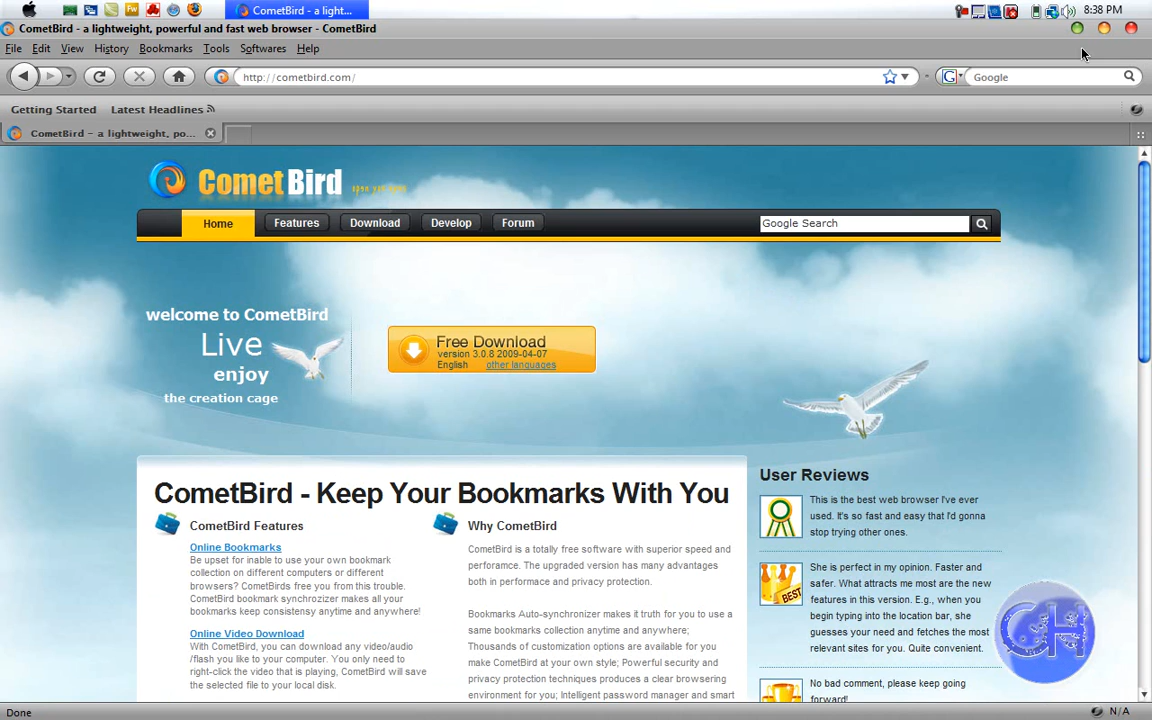 CometBird - a light...
8:38 PM
CometBird - a lightweight, powerful and fast web browser - CometBird
File Edit View History Bookmarks Tools Softwares Help
http://cometbird.com/
Google
Getting Started Latest Headlines
CometBird - a lightweight, po...
Comet Bird
Home Features Download Develop Forum
Google Search
welcome to CometBird
Live
enjoy
the creation cage
Free Download
version 3.0.8 2009-04-07
English other languages
CometBird - Keep Your Bookmarks With You
CometBird Features
Online Bookmarks
Be upset for inable to use your own bookmark
collection on different computers or different
browsers? CometBirds free you from this trouble.
CometBird bookmark synchrozizer makes all your
bookmarks keep consistensy anytime and anywhere!
Online Video Download
With CometBird, you can download any video/audio
/flash you like to your computer. You only need to
right-click the video that is playing, CometBird will save
the selected file to your local disk.
Why CometBird
CometBird is a totally free software with superior speed and
perforamce. The upgraded version has many advantages
both in performace and privacy protection.
Bookmarks Auto-synchronizer makes it truth for you to use a
same bookmarks collection anytime and anywhere;
Thousands of customization options are available for you
make CometBird at your own style; Powerful security and
privacy protection techniques produces a clear browsering
environment for you; Intelligent password manager and smart
User Reviews
This is the best web browser I've ever
used. It's so fast and easy that I'd gonna
stop trying other ones.
BEST
She is perfect in my opinion. Faster and
safer. What attracts me most are the new
features in this version. E.g., when you
begin typing into the location bar, she
guesses your need and fetches the most
relevant sites for you. Quite convenient.
No bad comment, please keep going
forward!
CH
Done
N/A